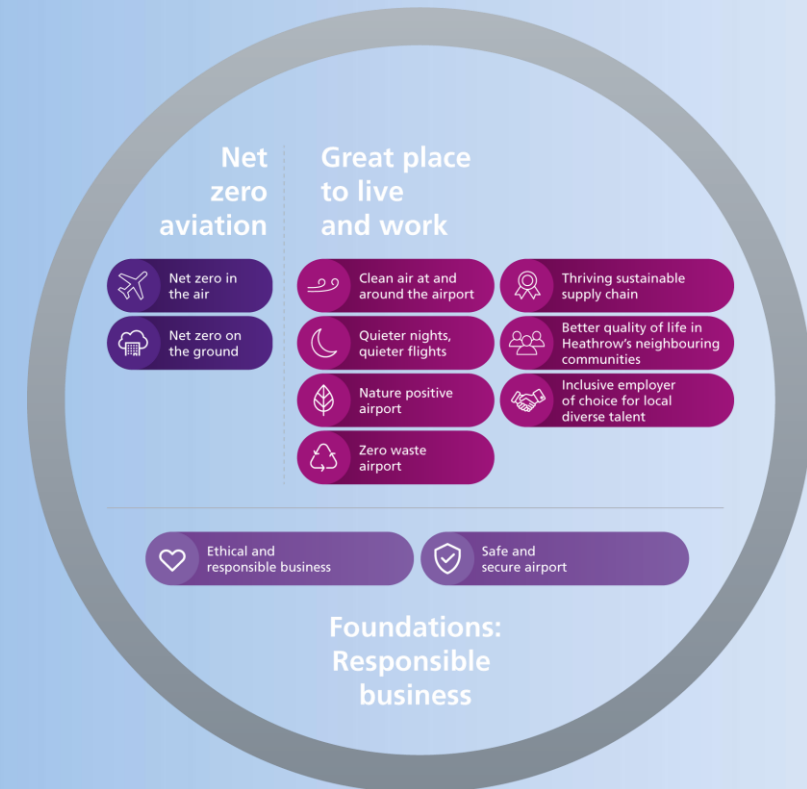 Net
zero
aviation
Net zero in
the air
Net zero on
the ground
Great place
to live
and work
Clean air at and
around the airport
Quieter nights,
quieter flights
Nature positive
airport
Zero waste
airport
Thriving sustainable
supply chain
Better quality of life in
Heathrow’s neighbouring
communities
Inclusive employer
of choice for local
diverse talent
Ethical and
responsible business
Safe and
secure airport
Foundations:
Responsible
business